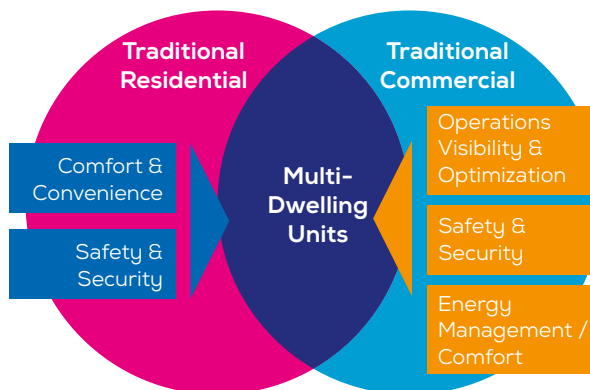 Traditional
Residential
Traditional
Commercial
Comfort &
Convenience
Safety &
Security
Multi-
Dwelling
Units
Operations
Visibility &
Optimization
Safety &
Security
Energy
Management /
Comfort